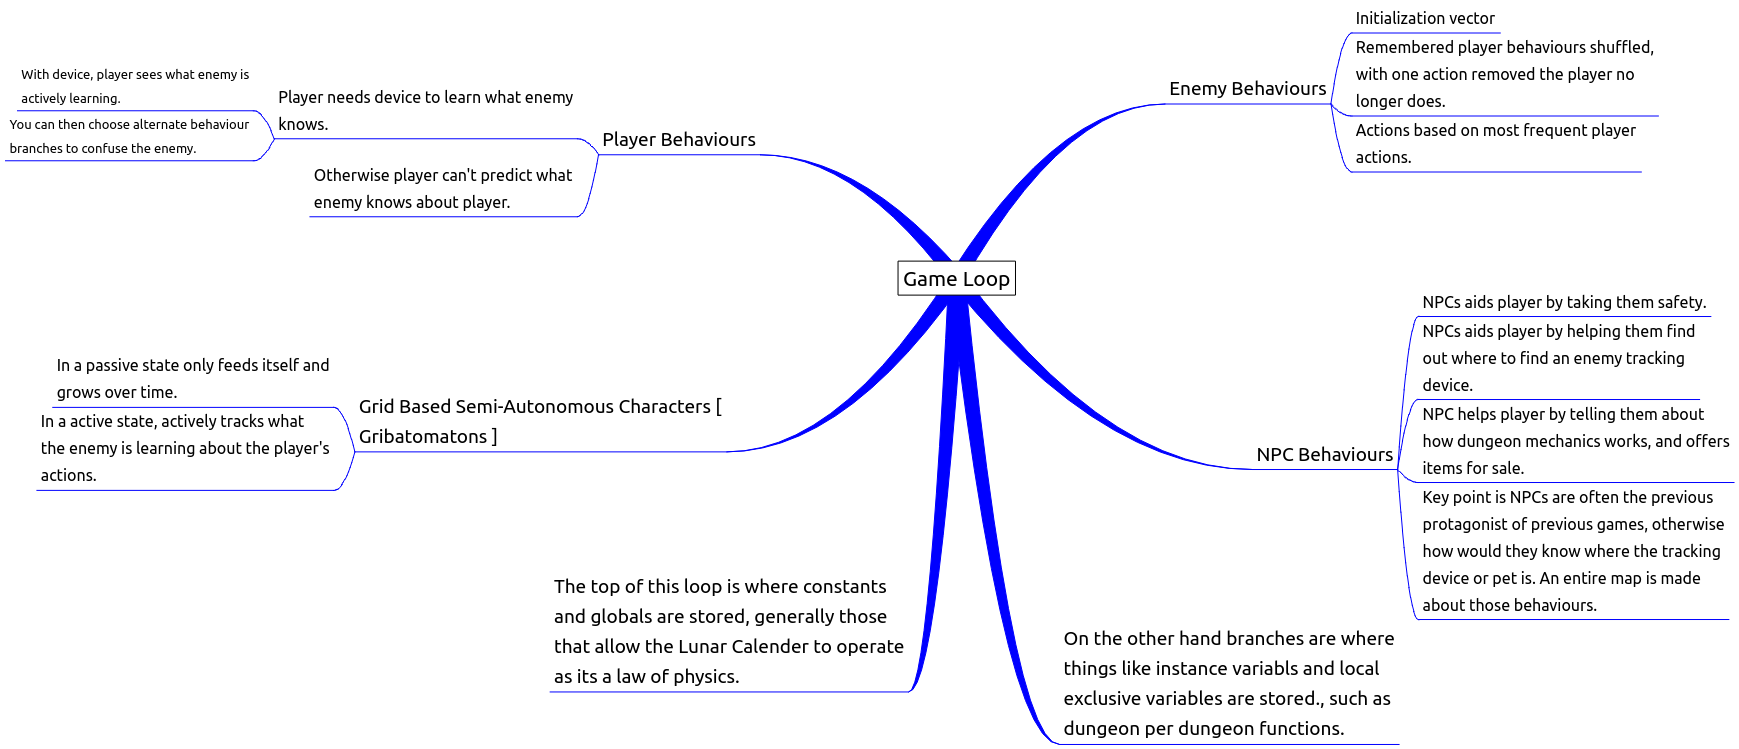 Game Loop
Enemy Behaviours
Initialization vector
Remembered player behaviours shuffled,
with one action removed the player no
longer does.
Actions based on most frequent player
actions.
NPC Behaviours
NPCs aids player by taking them safety.
NPCs aids player by helping them find
out where to find an enemy tracking
device.
NPC helps player by telling them about
how dungeon mechanics works, and offers
items for sale.
Key point is NPCs are often the previous
protagonist of previous games, otherwise
how would they know where the tracking
device or pet is. An entire map is made
about those behaviours.
On the other hand branches are where
things like instance variabls and local
exclusive variables are stored., such as
dungeon per dungeon functions.
Player Behaviours
Player needs device to learn what enemy
knows.
With device, player sees what enemy is
actively learning.
You can then choose alternate behaviour
branches to confuse the enemy.
Otherwise player can't predict what
enemy knows about player.
Grid Based Semi-Autonomous Characters [
Gribatomatons ]
In a passive state only feeds itself and
grows over time.
In a active state, actively tracks what
the enemy is learning about the player's
actions.
The top of this loop is where constants
and globals are stored, generally those
that allow the Lunar Calender to operate
as its a law of physics.